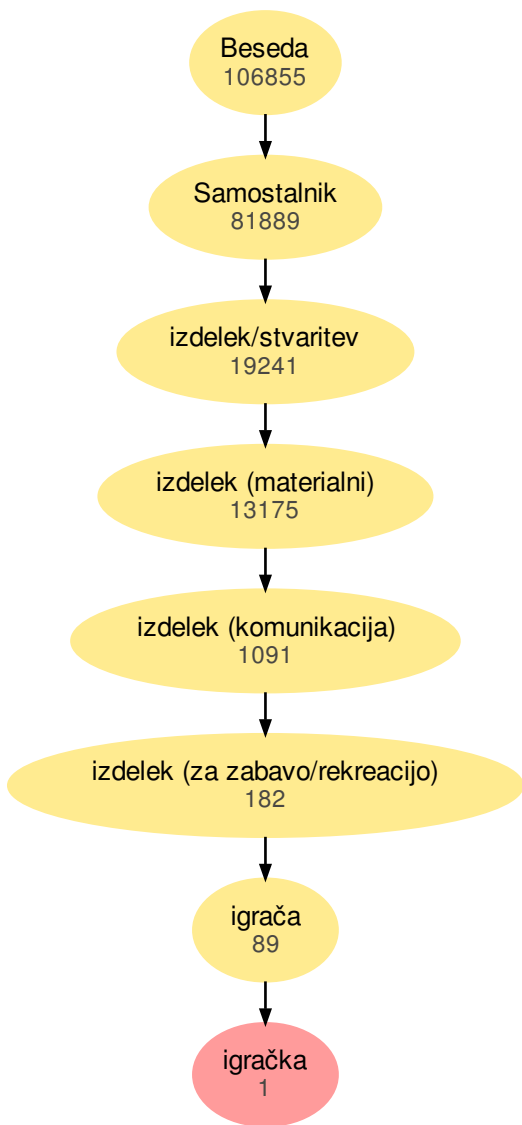 Beseda
106855
Samostalnik
81889
izdelek/stvaritev
19241
izdelek (materialni)
13175
izdelek (komunikacija)
1091
izdelek (za zabavo/rekreacijo)
182
igrača
89
igračka
1